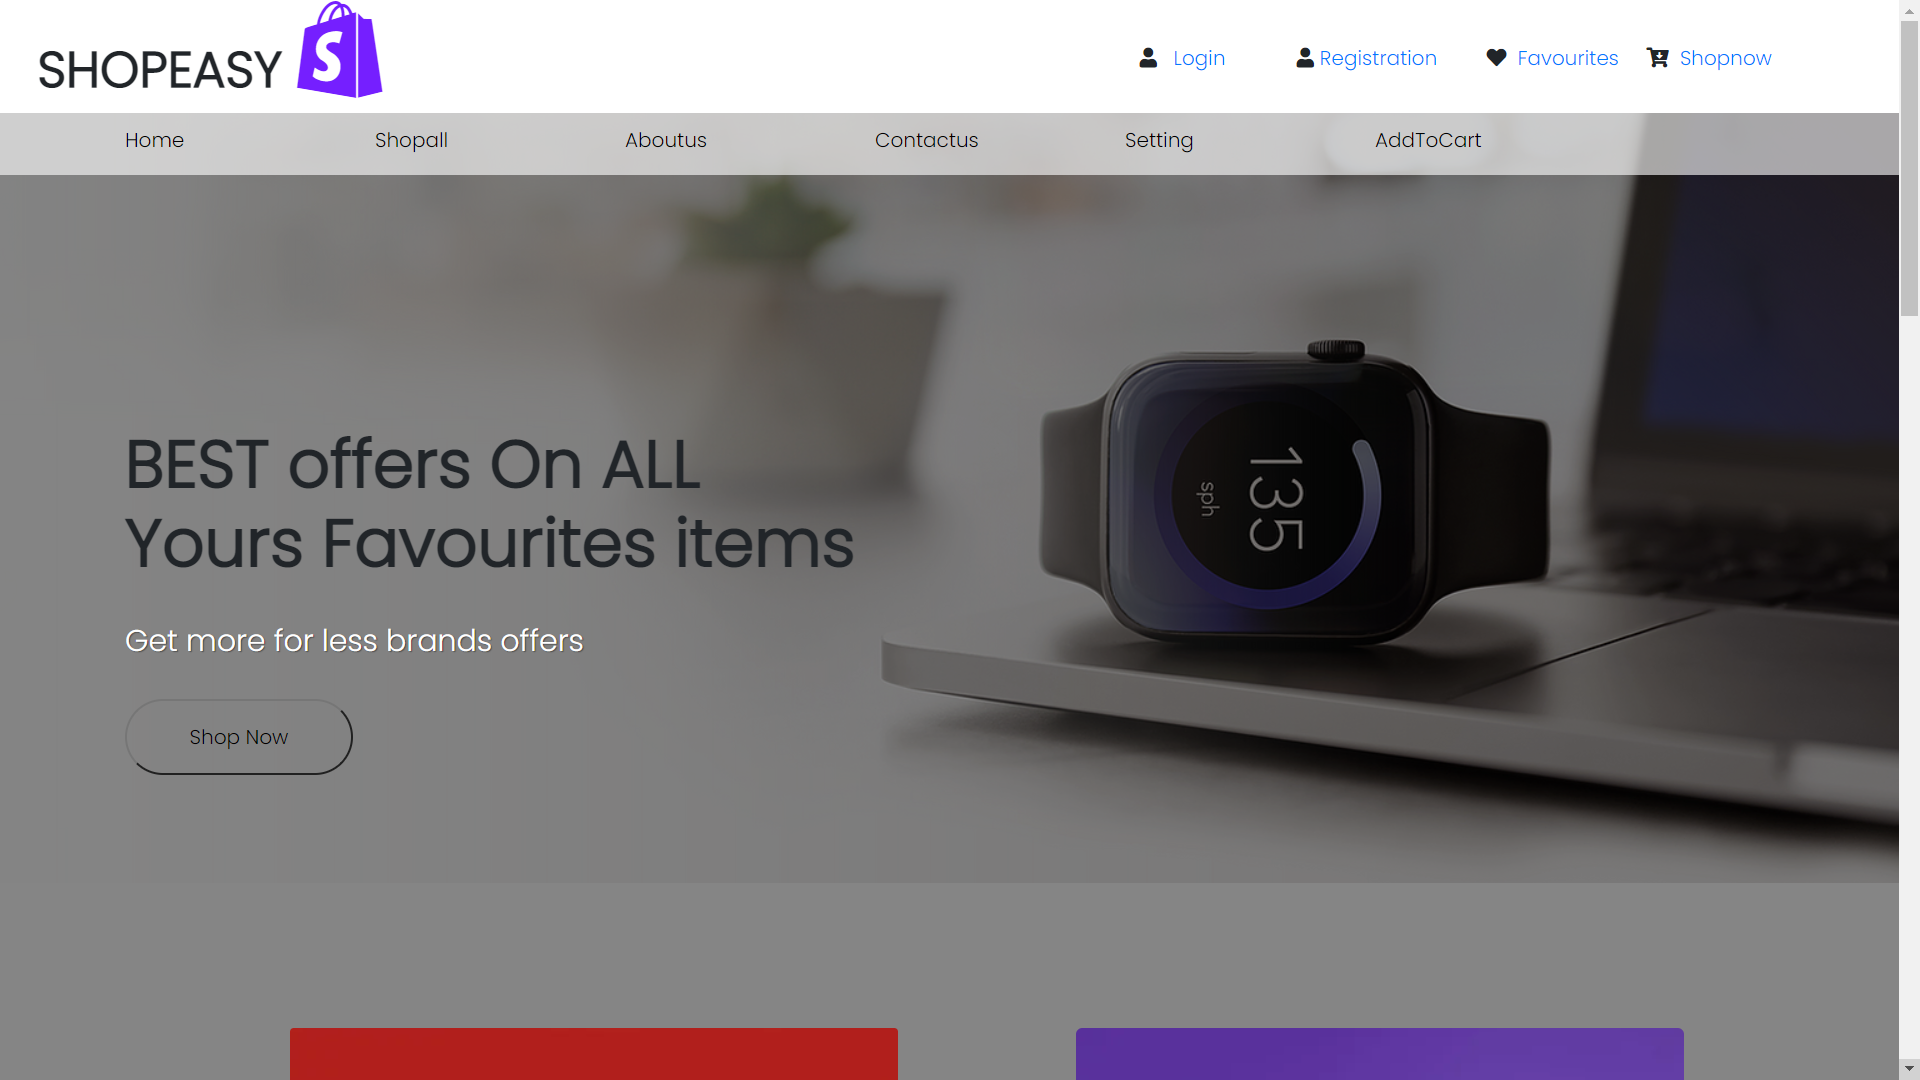 SHOPEASY S
Login Registration Favourites Shopnow
Home Shopall Aboutus Contactus Setting AddToCart
BEST offers On ALL
Yours Favourites items
Get more for less brands offers
Shop Now
135
sph